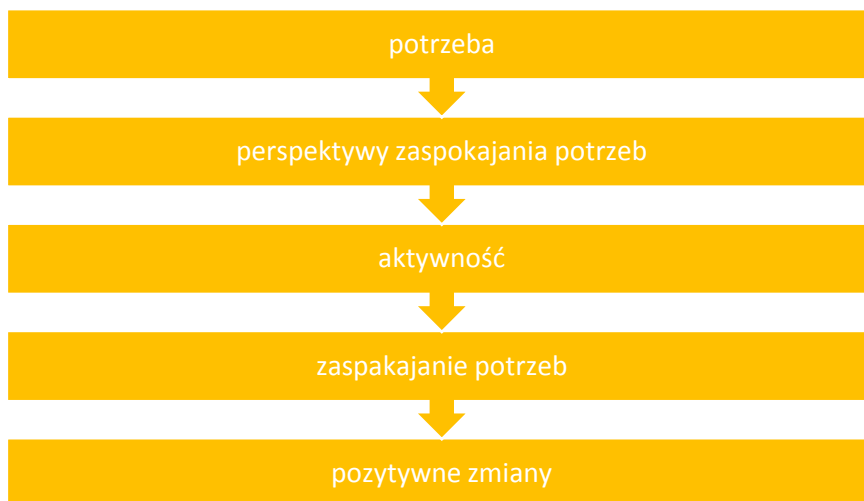 potrzeba
perspektywy zaspokajania potrzeb
aktywność
zaspakajanie potrzeb
pozytywne zmiany